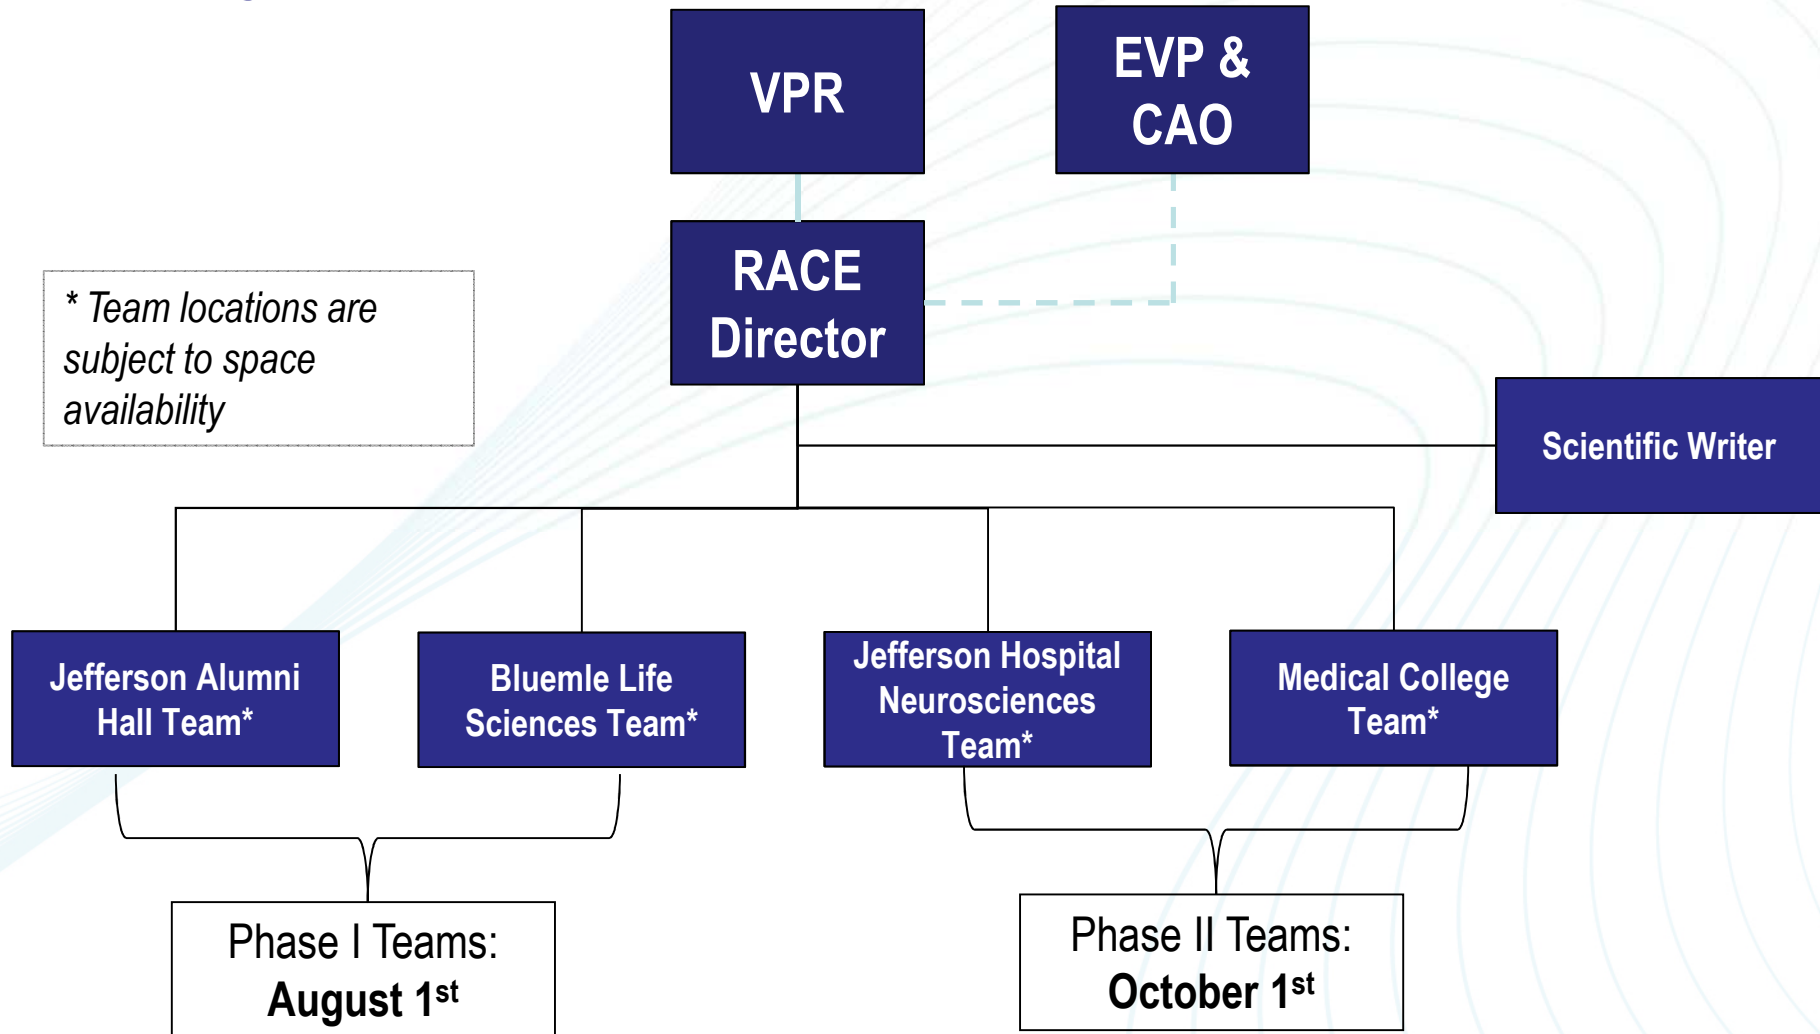 VPR
EVP &
CAO
RACE
Director
* Team locations are
subject to space
availability
Scientific Writer
Jefferson Alumni
Hall Team*
Bluemle Life
Sciences Team*
Jefferson Hospital
Neurosciences
Team*
Medical College
Team*
Phase I Teams:
August 1st
Phase II Teams:
October 1st